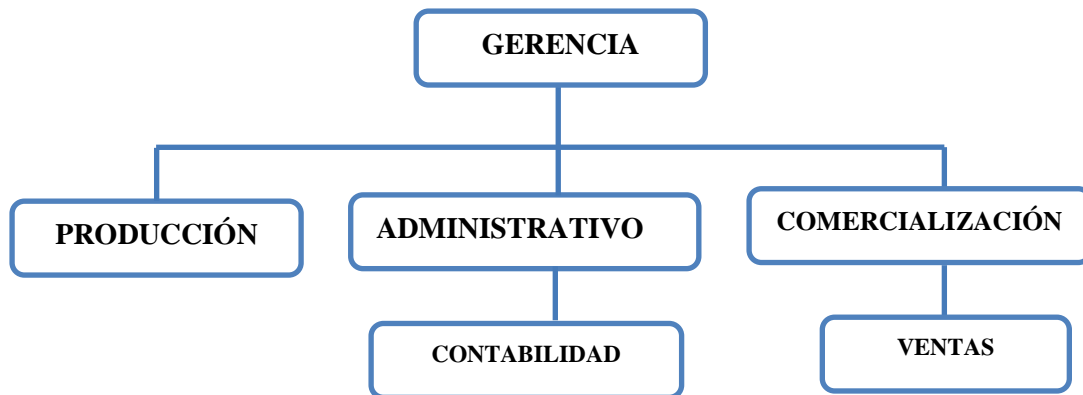 GERENCIA
PRODUCCIÓN
ADMINISTRATIVO
COMERCIALIZACIÓN
CONTABILIDAD
VENTAS